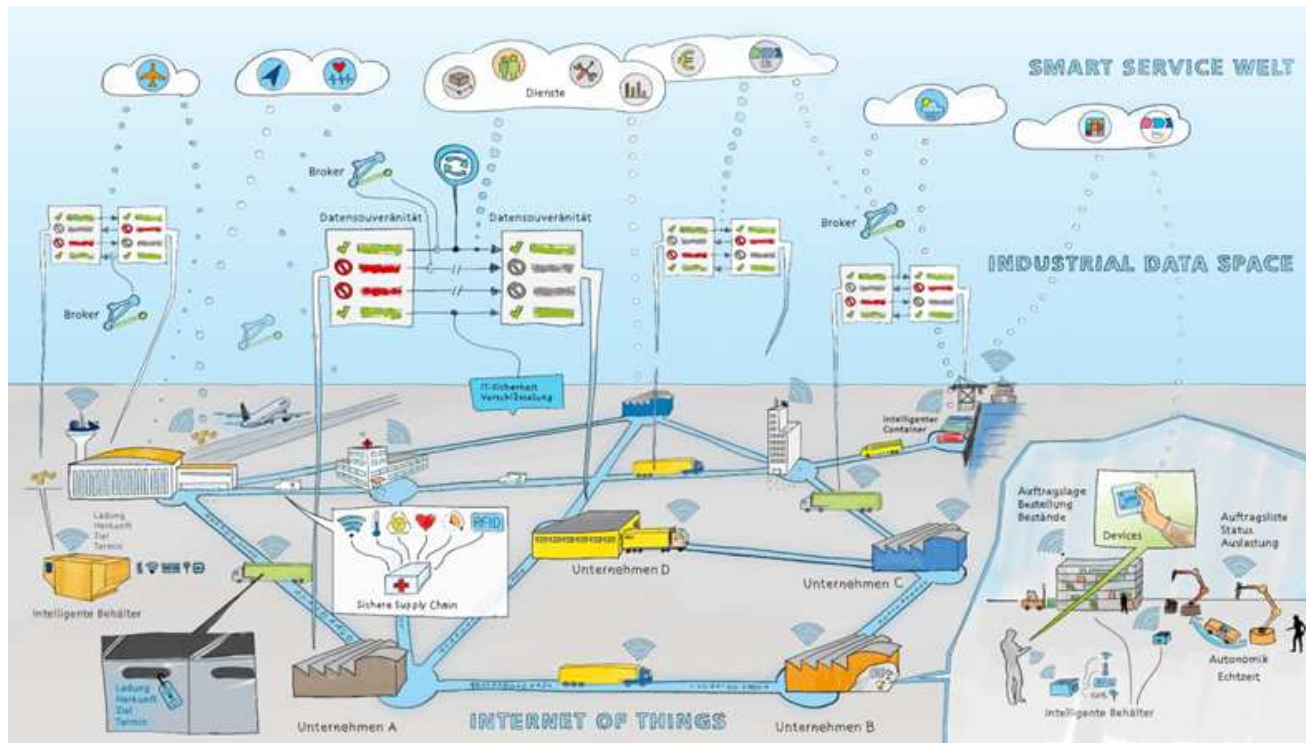 SMART SERVICE WELT
Dienste
Broker
Datensouveränität
Datensouveränität
Broker
INDUSTRIAL DATA SPACE
Broker
IT-Sicherheit
Verschlüsselung
Intelligenter
Container
Auftragslage
Bestellung
Bestände
Devices
Auftragsliste
Status
Auslastung
Ladung
Herkunft
Ziel
Termin
RFID
Unternehmen D
Unternehmen C
Sichere Supply Chain
Intelligente Behälter
Ladung
Herkunft
Ziel
Termin
Autonomik
Echtzeit
Intelligente Behälter
Unternehmen A
INTERNET OF THINGS
Unternehmen B